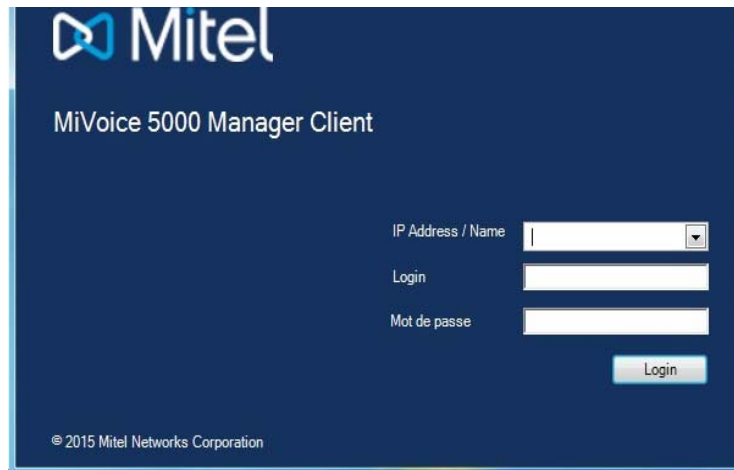 Mitel
MiVoice 5000 Manager Client
IP Address / Name
Login
Mot de passe
Login
© 2015 Mitel Networks Corporation